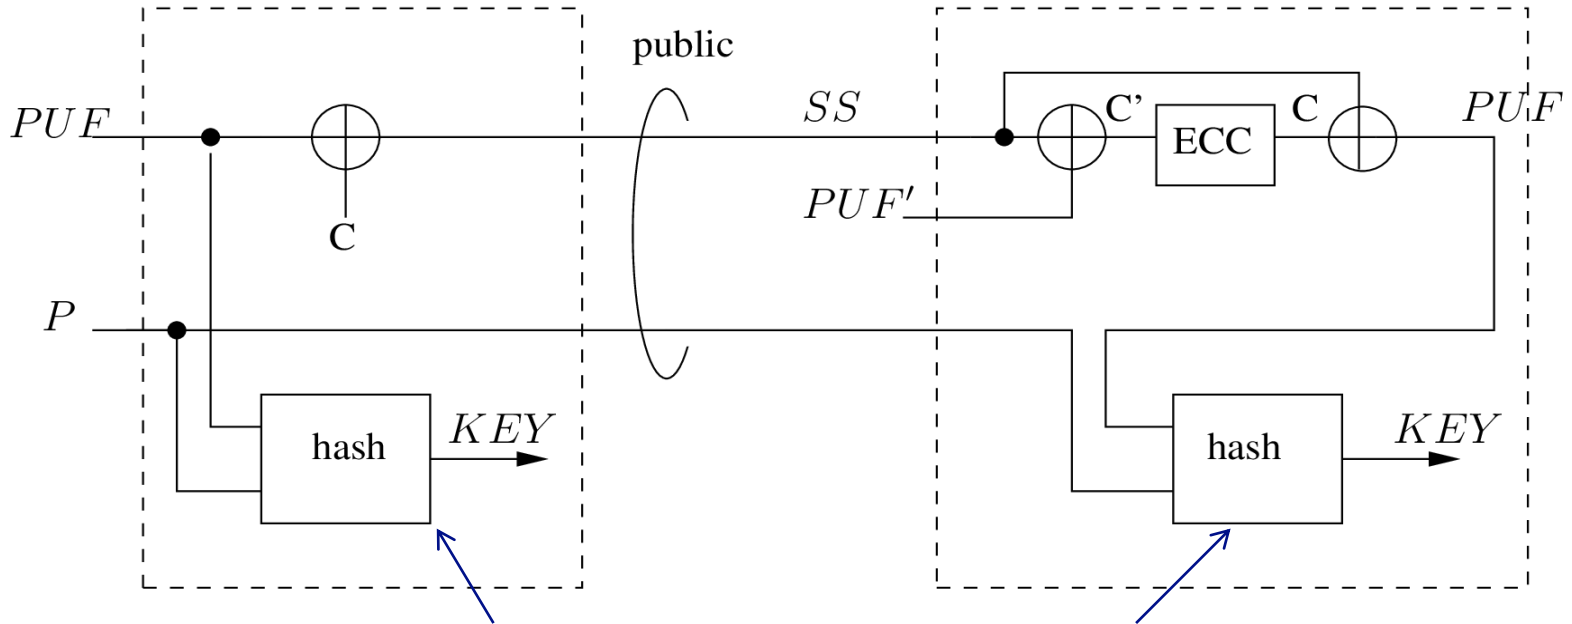 public
PUF
SS
C'
ECC
C
PUF
PUF'
C
P
hash
KEY
hash
KEY